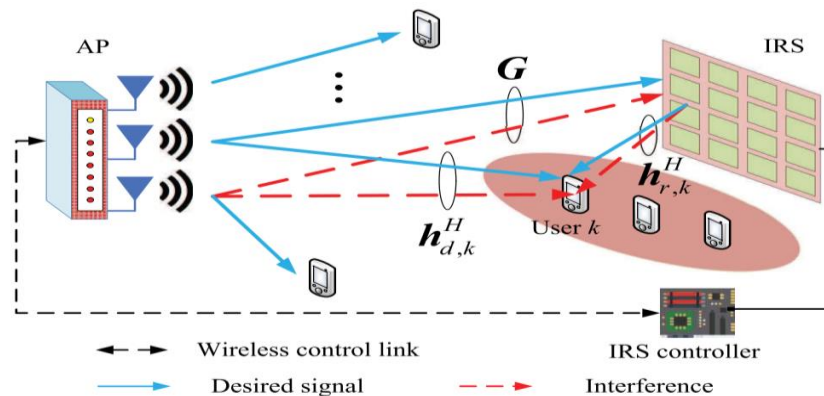 AP
IRS
G
h_{r,k}^H
h_{d,k}^H
User k
IRS controller
Wireless control link
Desired signal
Interference